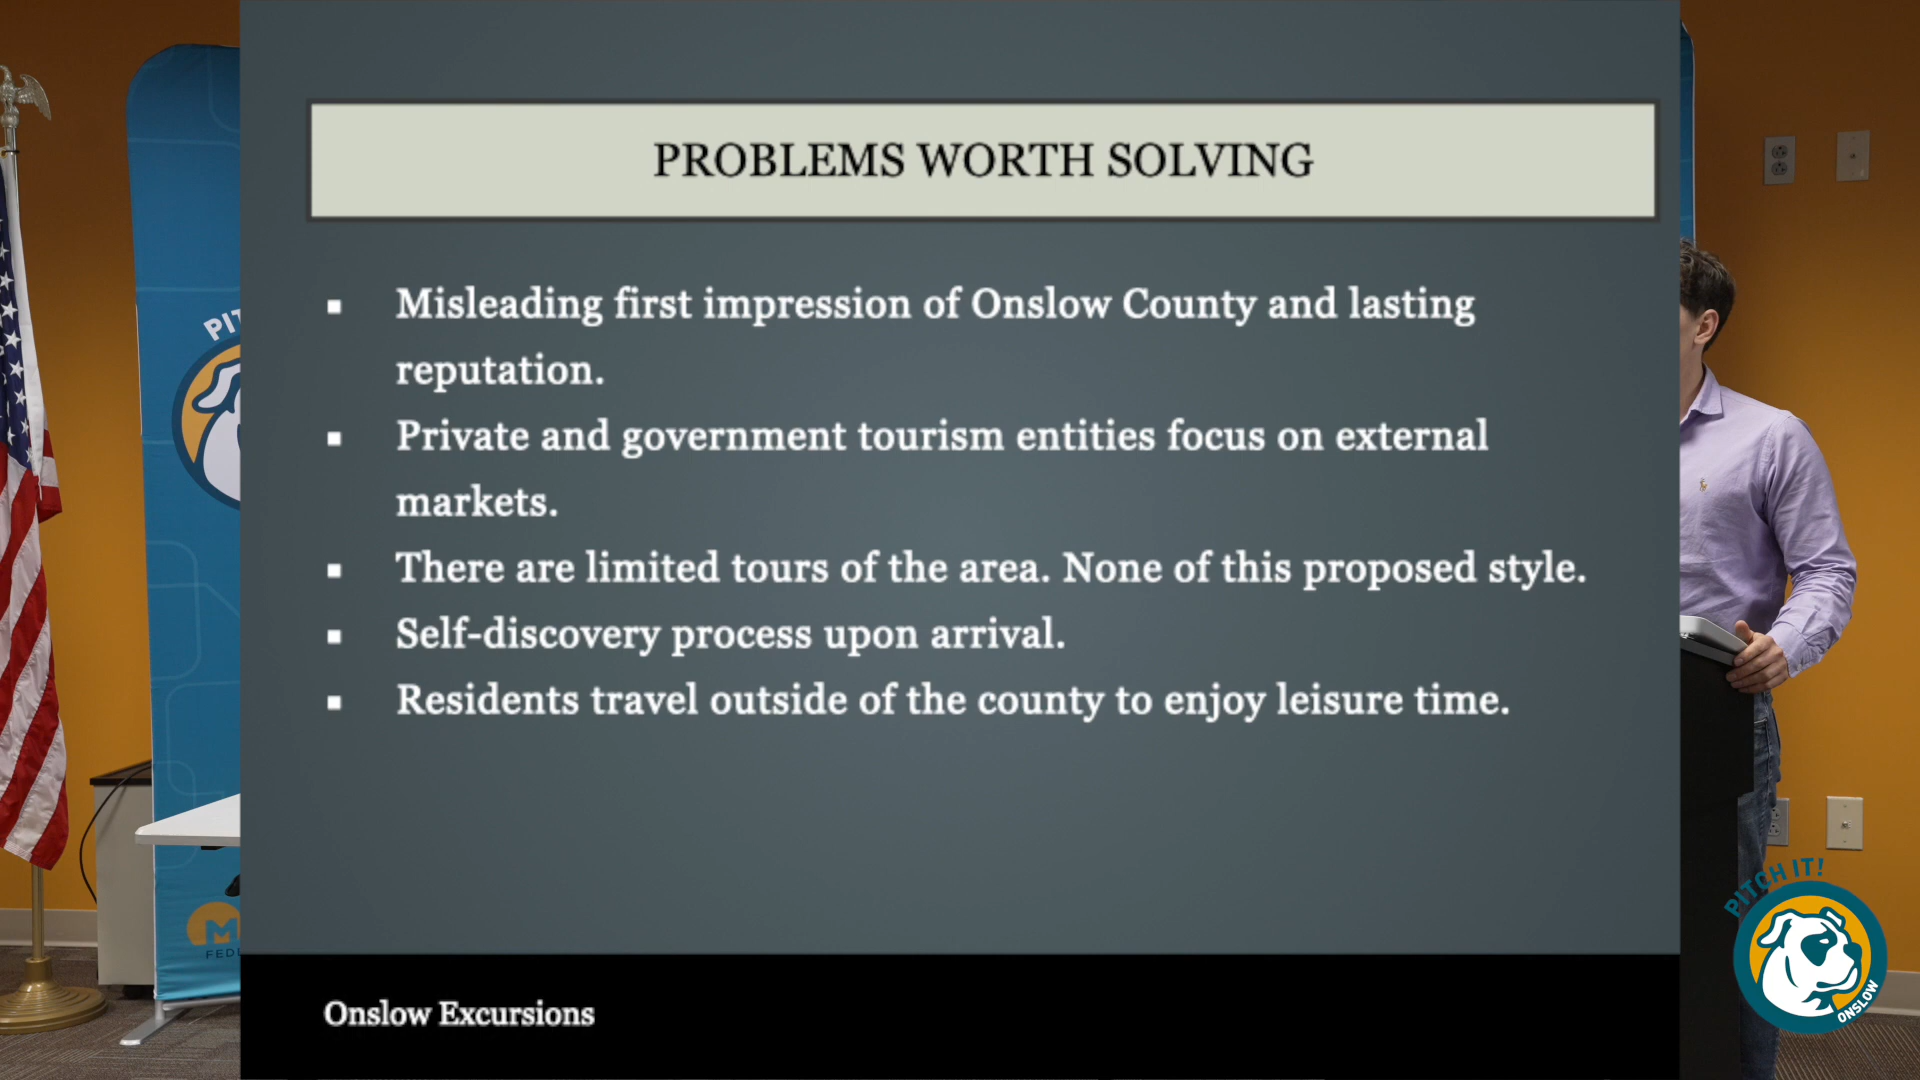 PROBLEMS WORTH SOLVING
▪ Misleading first impression of Onslow County and lasting
reputation.
▪ Private and government tourism entities focus on external
markets.
▪ There are limited tours of the area. None of this proposed style.
▪ Self-discovery process upon arrival.
▪ Residents travel outside of the county to enjoy leisure time.
Onslow Excursions
PITCH IT!
ONSLOW